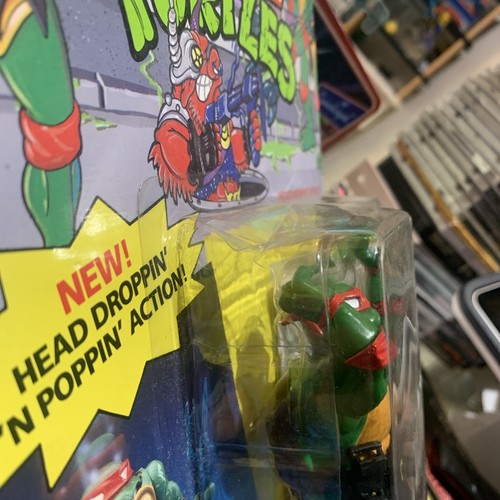 TURTLES
NEW!
HEAD DROPPIN'
'N POPPIN' ACTION!